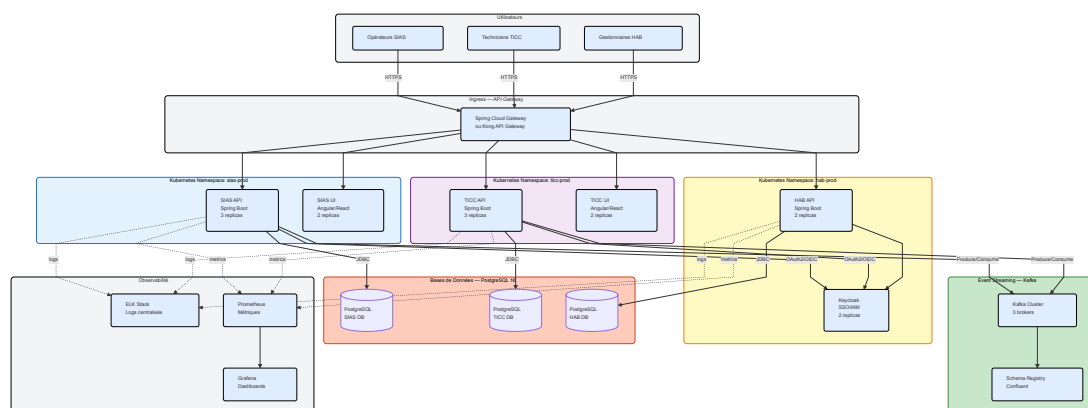 Utilisateurs
Opérateurs SIAS
Techniciens TICC
Gestionnaires HAB
HTTPS
HTTPS
HTTPS
Ingress — API Gateway
Spring Cloud Gateway
ou Kong API Gateway
Kubernetes Namespace: sias-prod
SIAS API
Spring Boot
3 replicas
SIAS UI
Angular/React
2 replicas
Kubernetes Namespace: ticc-prod
TICC API
Spring Boot
3 replicas
TICC UI
Angular/React
2 replicas
Kubernetes Namespace: hab-prod
HAB API
Spring Boot
2 replicas
logs
logs
metrics
metrics
JDBC
JDBC
logs
metrics
JDBC
OAuth2/OIDC
OAuth2/OIDC
Produce/Consume
Produce/Consume
Observabilité
ELK Stack
Logs centralisés
Prometheus
Métriques
Grafana
Dashboards
Bases de Données — PostgreSQL 16
PostgreSQL
SIAS DB
PostgreSQL
TICC DB
PostgreSQL
HAB DB
Keycloak
SSO/IAM
2 replicas
Event Streaming — Kafka
Kafka Cluster
3 brokers
Schema Registry
Confluent